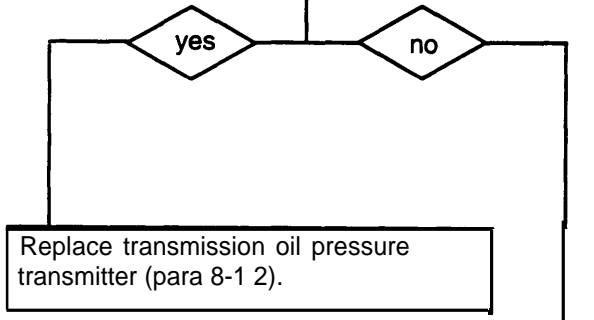 yes no
Replace transmission oil pressure
transmitter (para 8-1 2).